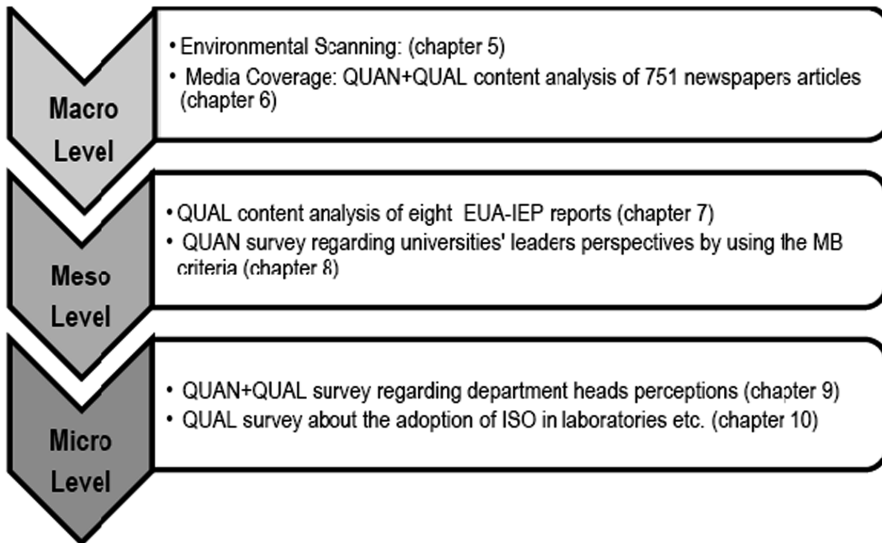 Macro
Level
• Environmental Scanning: (chapter 5)
• Media Coverage: QUAN+QUAL content analysis of 751 newspapers articles
(chapter 6)
Meso
Level
• QUAL content analysis of eight EUA-IEP reports (chapter 7)
• QUAN survey regarding universities' leaders perspectives by using the MB
criteria (chapter 8)
Micro
Level
• QUAN+QUAL survey regarding department heads perceptions (chapter 9)
• QUAL survey about the adoption of ISO in laboratories etc. (chapter 10)